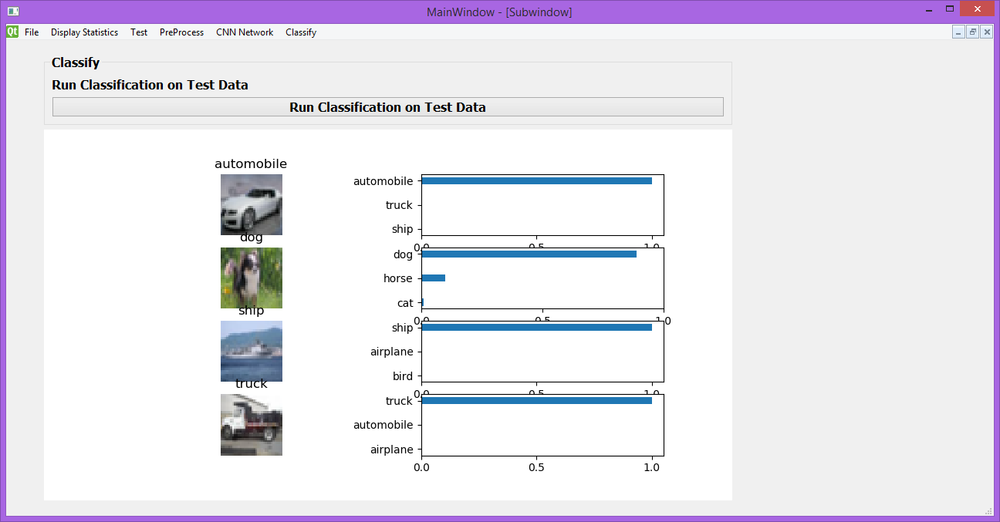 MainWindow - [Subwindow]
Qt File Display Statistics Test PreProcess CNN Network Classify
Classify
Run Classification on Test Data
Run Classification on Test Data
automobile
automobile
truck
ship
0.0 0.5 1.0
dog
dog
horse
cat
0.0 0.5 1.0
ship
ship
airplane
bird
0.0 0.5 1.0
truck
truck
automobile
airplane
0.0 0.5 1.0